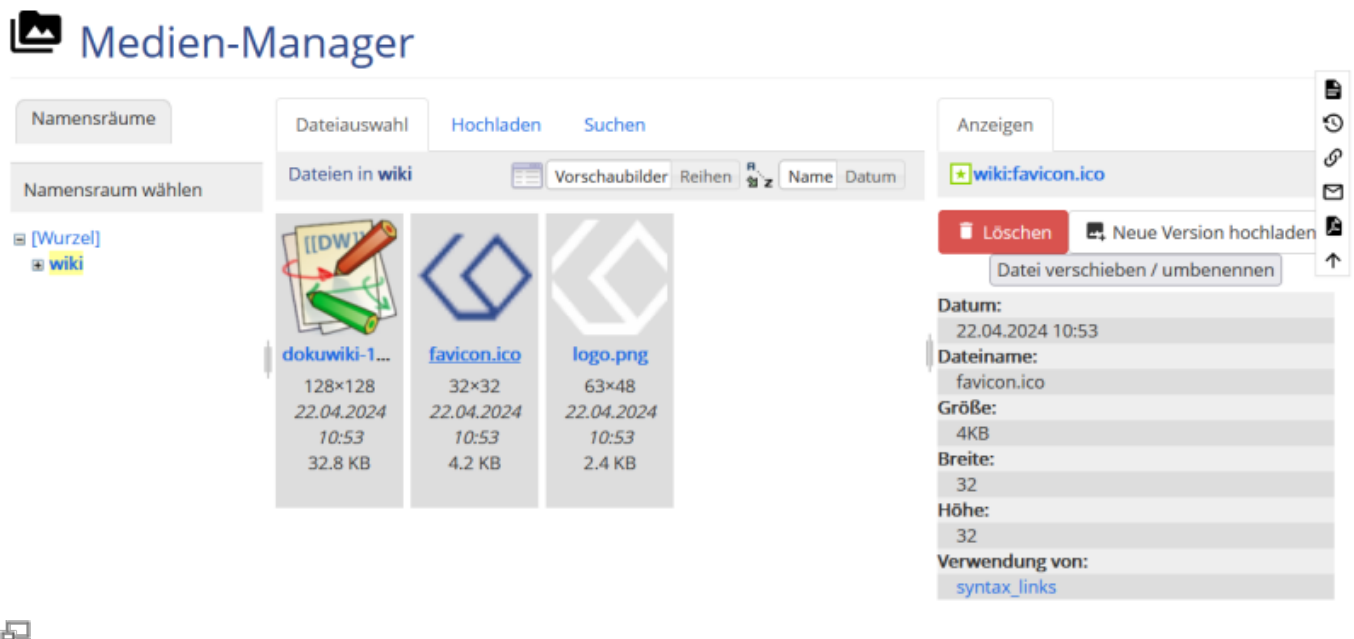 Medien-Manager
Namensräume
Namensraum wählen
[Wurzel]
wiki
Dateiauswahl Hochladen Suchen
Dateien in wiki Vorschaubilder Reihen Name Datum
[[DW]]
dokuwiki-1...
128×128
22.04.2024
10:53
32.8 KB
favicon.ico
32×32
22.04.2024
10:53
4.2 KB
logo.png
63×48
22.04.2024
10:53
2.4 KB
Anzeigen
wiki:favicon.ico
Löschen Neue Version hochladen
Datei verschieben / umbenennen
Datum:
22.04.2024 10:53
Dateiname:
favicon.ico
Größe:
4KB
Breite:
32
Höhe:
32
Verwendung von:
syntax_links